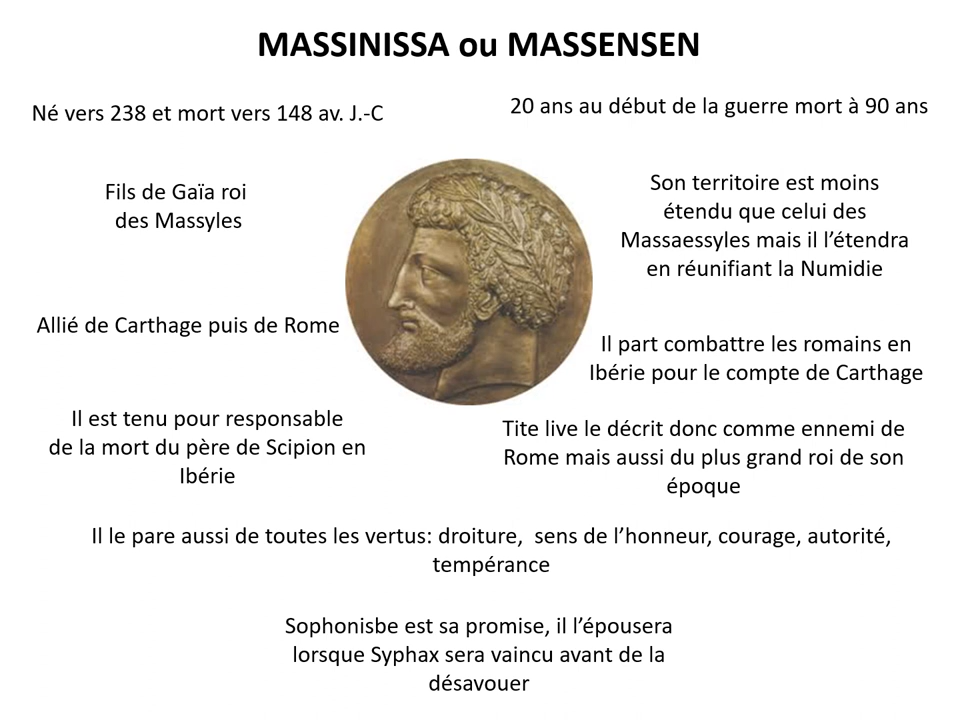 MASSINISSA ou MASSENSEN
Né vers 238 et mort vers 148 av. J.-C
20 ans au début de la guerre mort à 90 ans
Fils de Gaïa roi
des Massyles
Son territoire est moins
étendu que celui des
Massaessyles mais il l’étendra
en réunifiant la Numidie
Allié de Carthage puis de Rome
Il part combattre les romains en
Ibérie pour le compte de Carthage
Il est tenu pour responsable
de la mort du père de Scipion en
Ibérie
Tite live le décrit donc comme ennemi de
Rome mais aussi du plus grand roi de son
époque
Il le pare aussi de toutes les vertus: droiture,  sens de l’honneur, courage, autorité,
tempérance
Sophonisbe est sa promise, il l’épousera
lorsque Syphax sera vaincu avant de la
désavouer